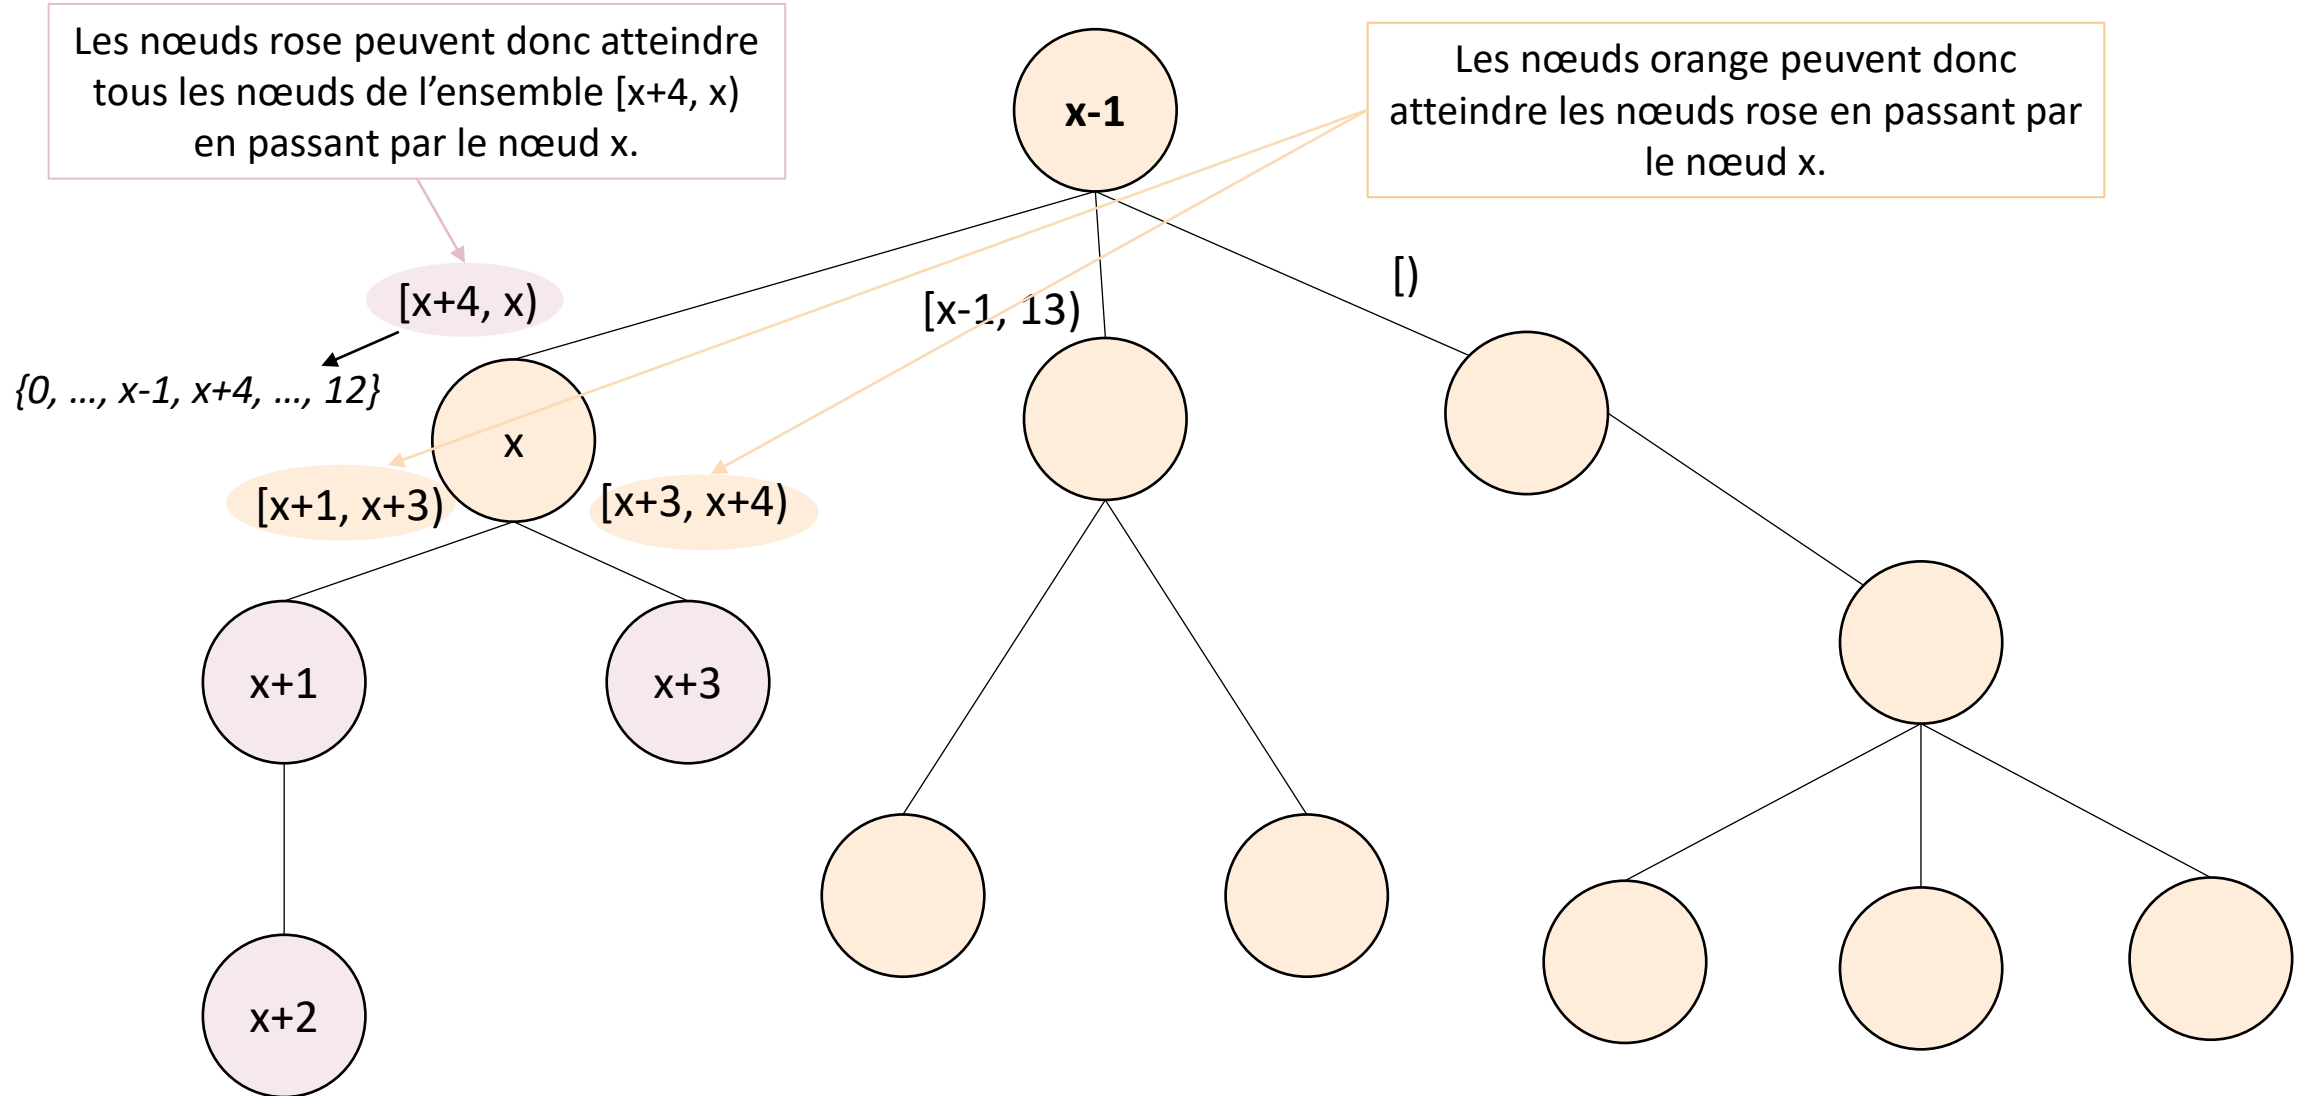 Les nœuds rose peuvent donc atteindre
tous les nœuds de l’ensemble [x+4, x)
en passant par le nœud x.
Les nœuds orange peuvent donc
atteindre les nœuds rose en passant par
le nœud x.
x-1
[x+4, x)
[x-1, 13)
[)
{0, …, x-1, x+4, …, 12}
x
[x+1, x+3)
[x+3, x+4)
x+1
x+3
x+2